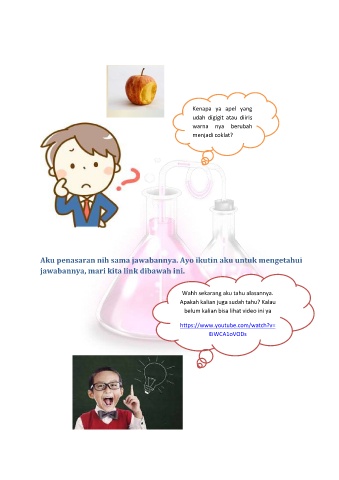 Kenapa ya apel yang
udah digigit atau diiris
warna nya berubah
menjadi coklat?
Aku penasaran nih sama jawabannya. Ayo ikutin aku untuk mengetahui
jawabannya, mari kita link dibawah ini.
Wahh sekarang aku tahu alasannya.
Apakah kalian juga sudah tahu? Kalau
belum kalian bisa lihat video ini ya
https://www.youtube.com/watch?v=